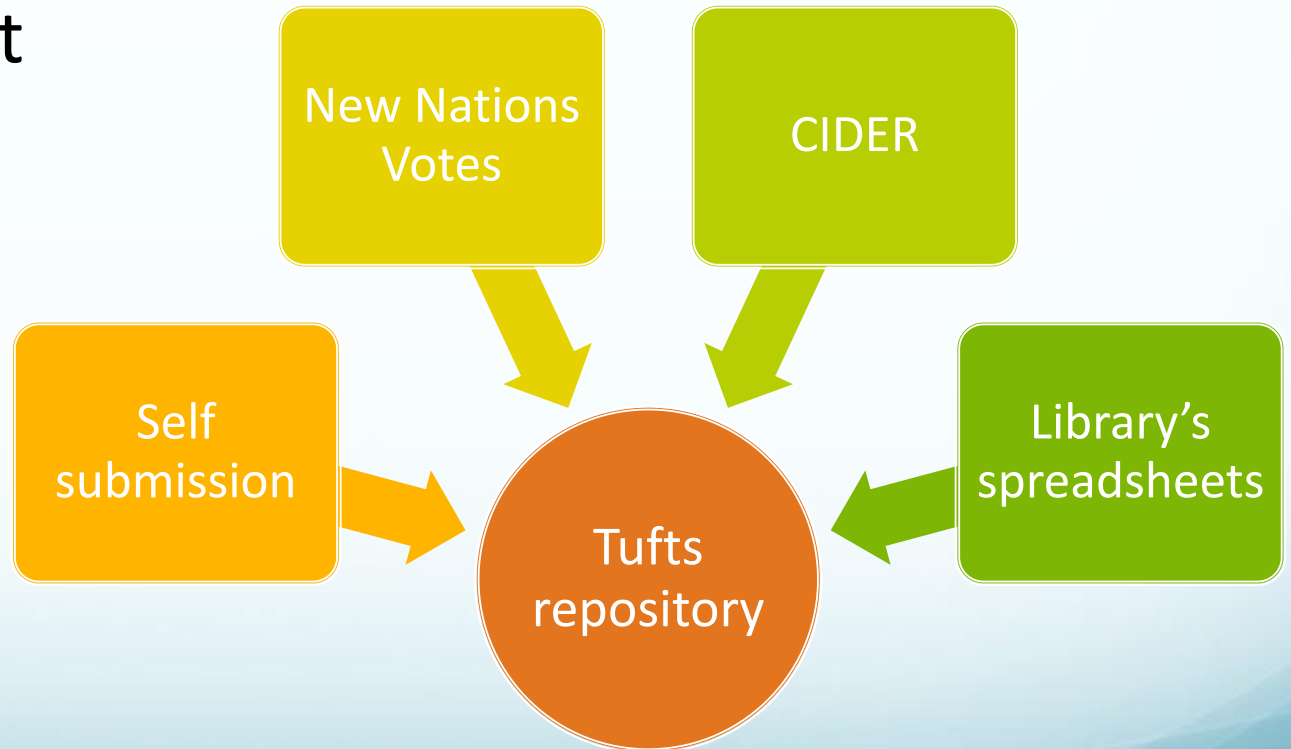 t
New Nations
Votes
CIDER
Self
submission
Library’s
spreadsheets
Tufts
repository